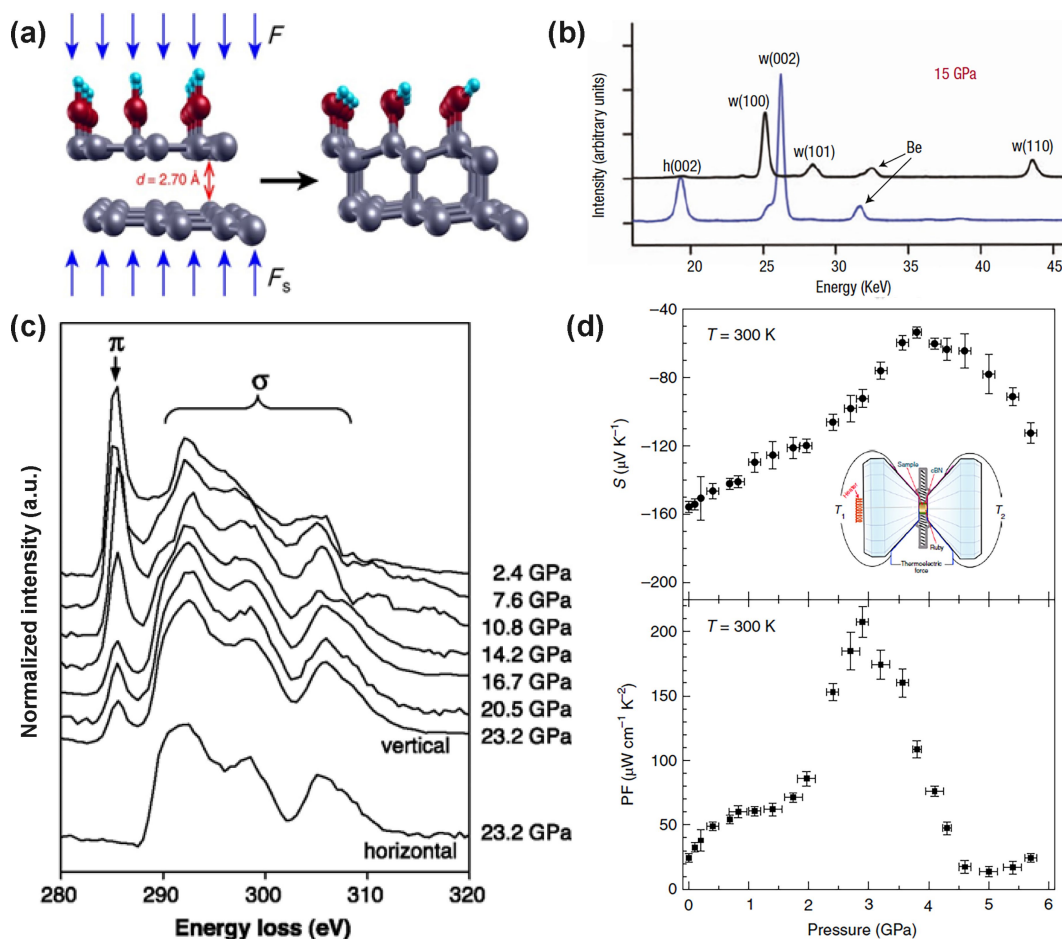 (a)
F
d = 2.70 Å
Fs
(b)
15 GPa
w(002)
w(100)
w(101)
Be
w(110)
h(002)
Intensity (arbitrary units)
20 25 30 35 40 45
Energy (KeV)
(c)
π
σ
2.4 GPa
7.6 GPa
10.8 GPa
14.2 GPa
16.7 GPa
20.5 GPa
23.2 GPa
vertical
23.2 GPa
horizontal
Normalized intensity (a.u.)
280 290 300 310 320
Energy loss (eV)
(d)
T = 300 K
−40
−80
−120
−160
−200
S (μV K−1)
Sample
cBN
Heater
T1
T2
Ruby
Thermoelectric
force
T = 300 K
200
150
100
50
0
PF (μW cm−1 K−2)
0 1 2 3 4 5 6
Pressure (GPa)